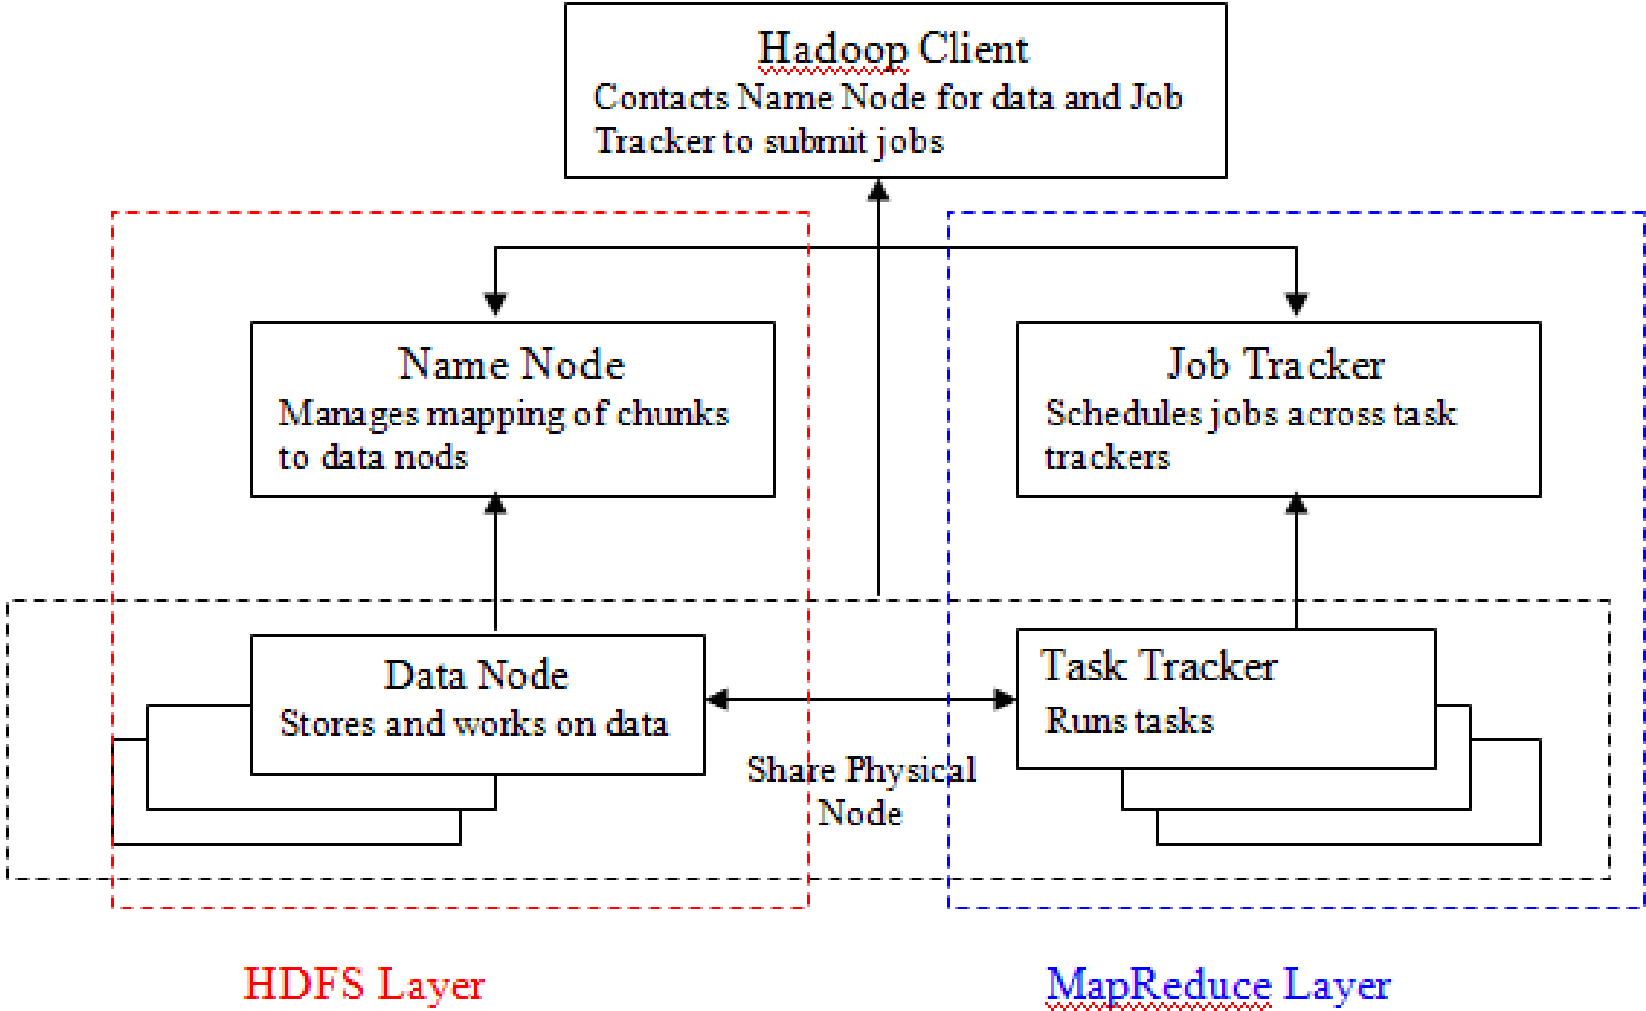 Hadoop Client
Contacts Name Node for data and Job
Tracker to submit jobs
Name Node
Manages mapping of chunks
to data nods
Job Tracker
Schedules jobs across task
trackers
Data Node
Stores and works on data
Task Tracker
Runs tasks
Share Physical
Node
HDFS Layer
MapReduce Layer